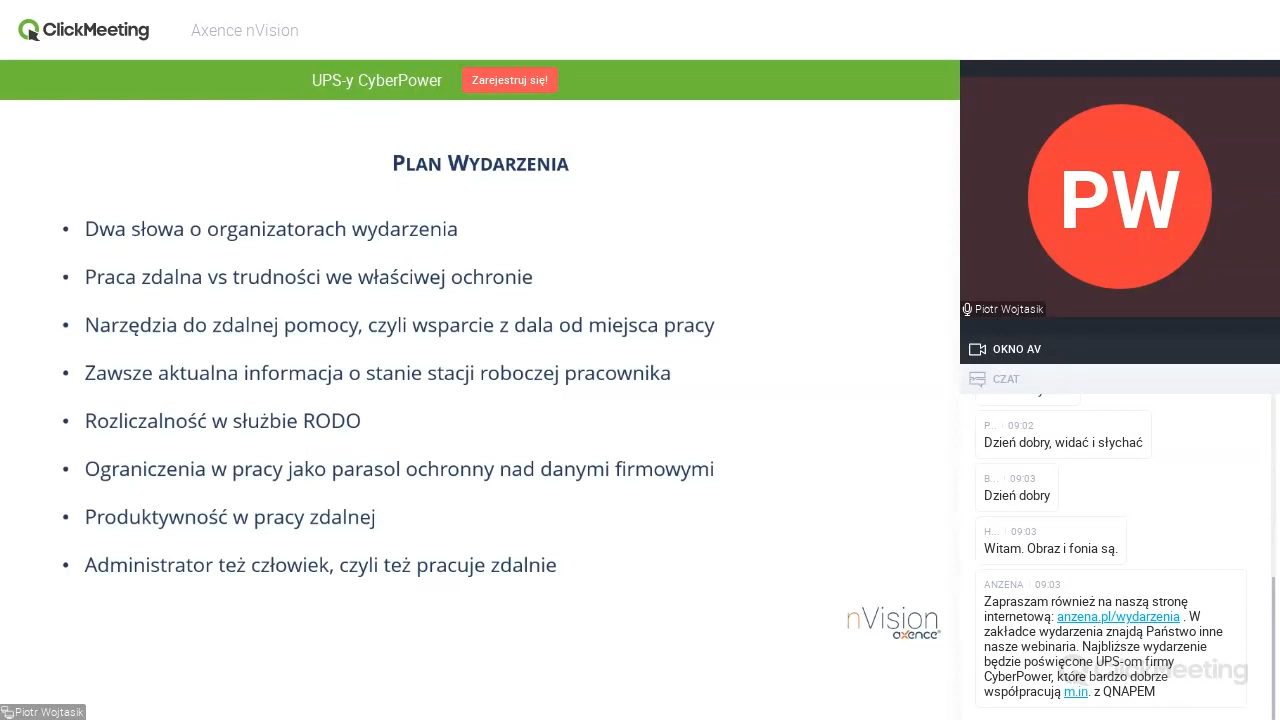 ClickMeeting
Axence nVision
UPS-y CyberPower
Zarejestruj się!
PLAN WYDARZENIA
• Dwa słowa o organizatorach wydarzenia
• Praca zdalna vs trudności we właściwej ochronie
• Narzędzia do zdalnej pomocy, czyli wsparcie z dala od miejsca pracy
• Zawsze aktualna informacja o stanie stacji roboczej pracownika
• Rozliczalność w służbie RODO
• Ograniczenia w pracy jako parasol ochronny nad danymi firmowymi
• Produktywność w pracy zdalnej
• Administrator też człowiek, czyli też pracuje zdalnie
nVision
axence
Piotr Wojtasik
PW
Piotr Wojtasik
OKNO AV
CZAT
P... 09:02
Dzień dobry, widać i słychać
B... 09:03
Dzień dobry
H... 09:03
Witam. Obraz i fonia są.
ANZENA 09:03
Zapraszam również na naszą stronę
internetową: anzena.pl/wydarzenia . W
zakładce wydarzenia znajdą Państwo inne
nasze webinaria. Najbliższe wydarzenie
będzie poświęcone UPS-om firmy
CyberPower, które bardzo dobrze
współpracują m.in. z QNAPEM
ClickMeeting